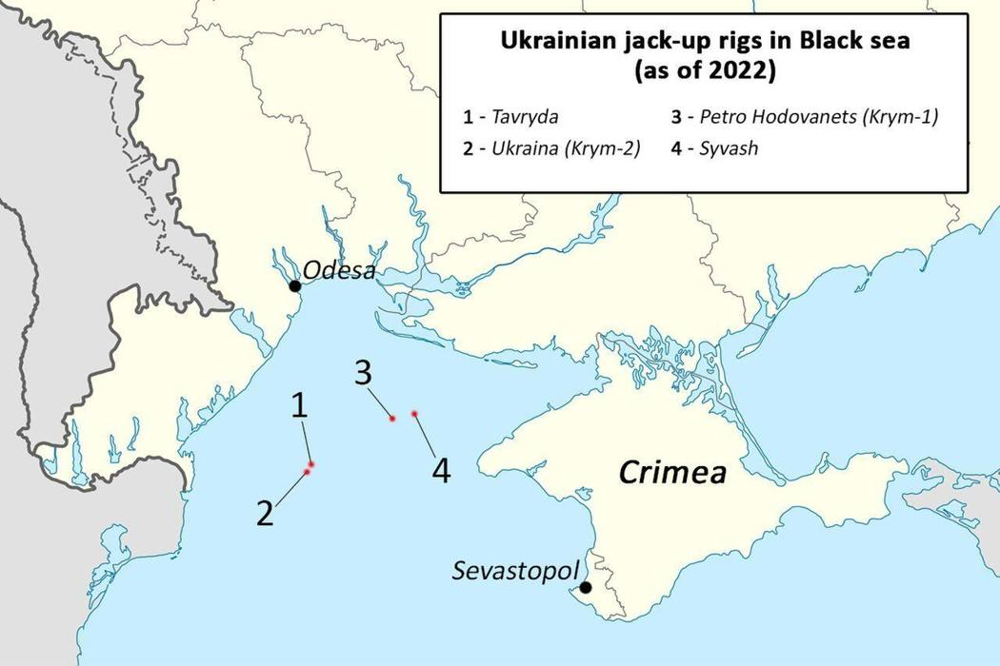 Ukrainian jack-up rigs in Black sea
(as of 2022)
1 - Tavryda
3 - Petro Hodovanets (Krym-1)
2 - Ukraina (Krym-2)
4 - Syvash
Odesa
3
1
4
Crimea
2
Sevastopol